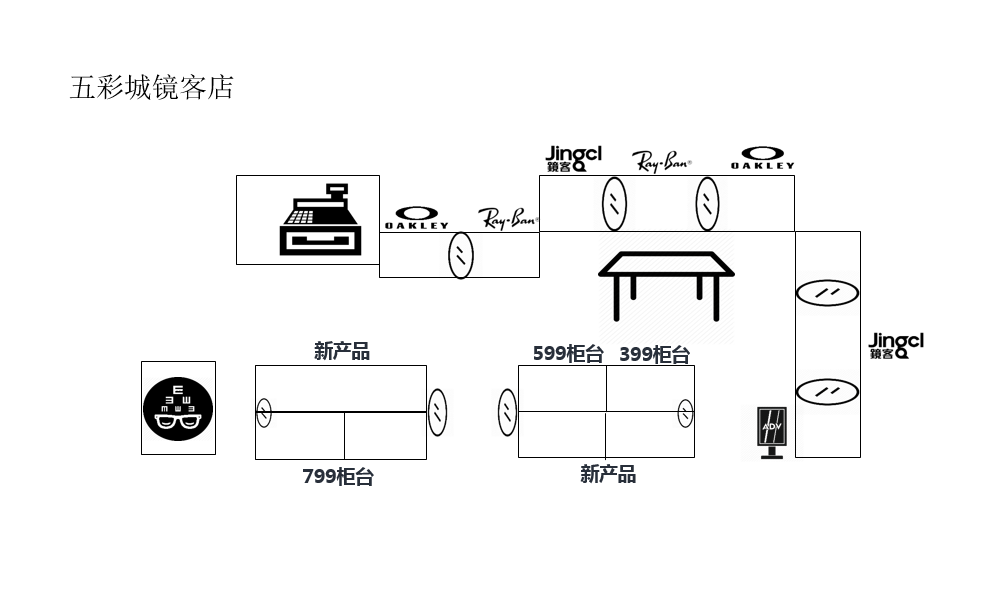 五彩城镜客店
Jingcl
鏡客
Ray-Ban®
OAKLEY
OAKLEY
Ray-Ban®
Jingcl
鏡客
新产品
599柜台 399柜台
E
E W
M E W E
ADV
799柜台
新产品